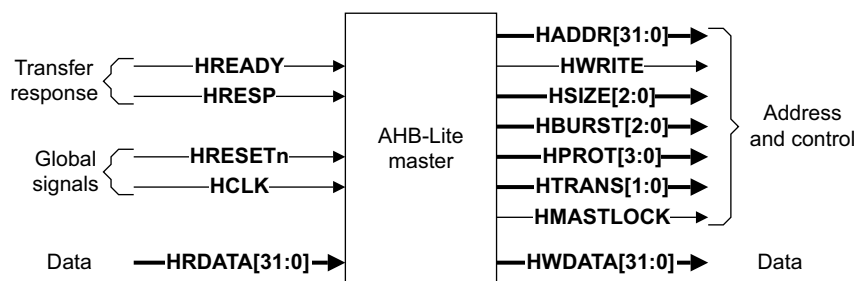 Transfer
response
HREADY
HRESP
Global
signals
HRESETn
HCLK
Data
HRDATA[31:0]
AHB-Lite
master
HADDR[31:0]
HWRITE
HSIZE[2:0]
HBURST[2:0]
HPROT[3:0]
HTRANS[1:0]
HMASTLOCK
Address
and control
HWDATA[31:0]
Data